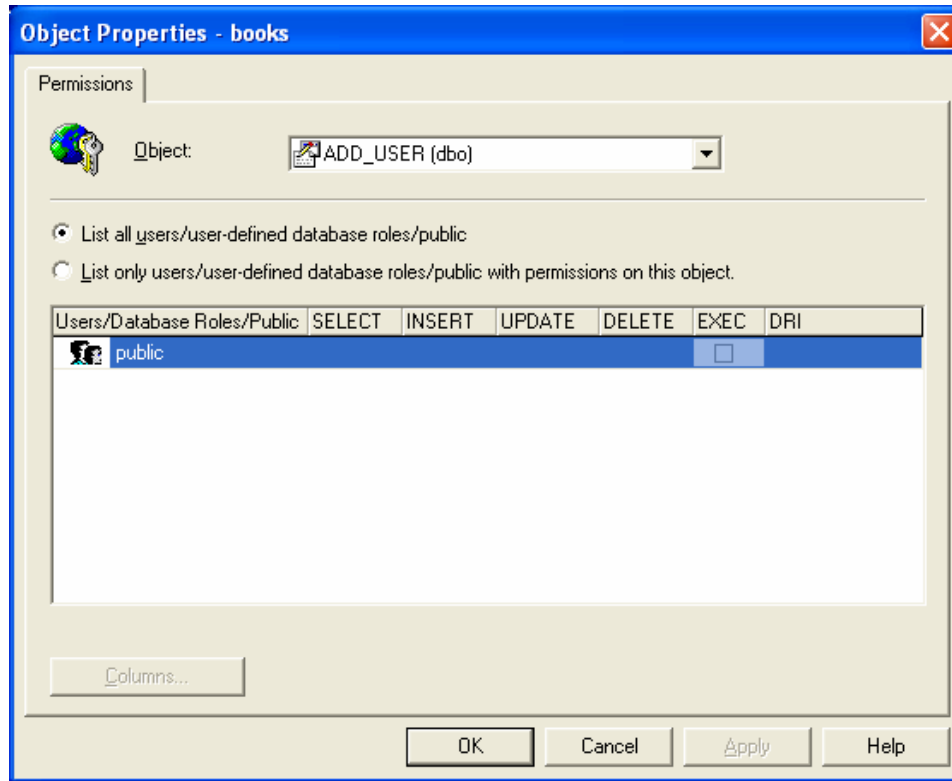 Object Properties - books
Permissions
Object: ADD_USER (dbo)
List all users/user-defined database roles/public
List only users/user-defined database roles/public with permissions on this object.
Users/Database Roles/Public SELECT INSERT UPDATE DELETE EXEC DRI
public
Columns...
OK Cancel Apply Help